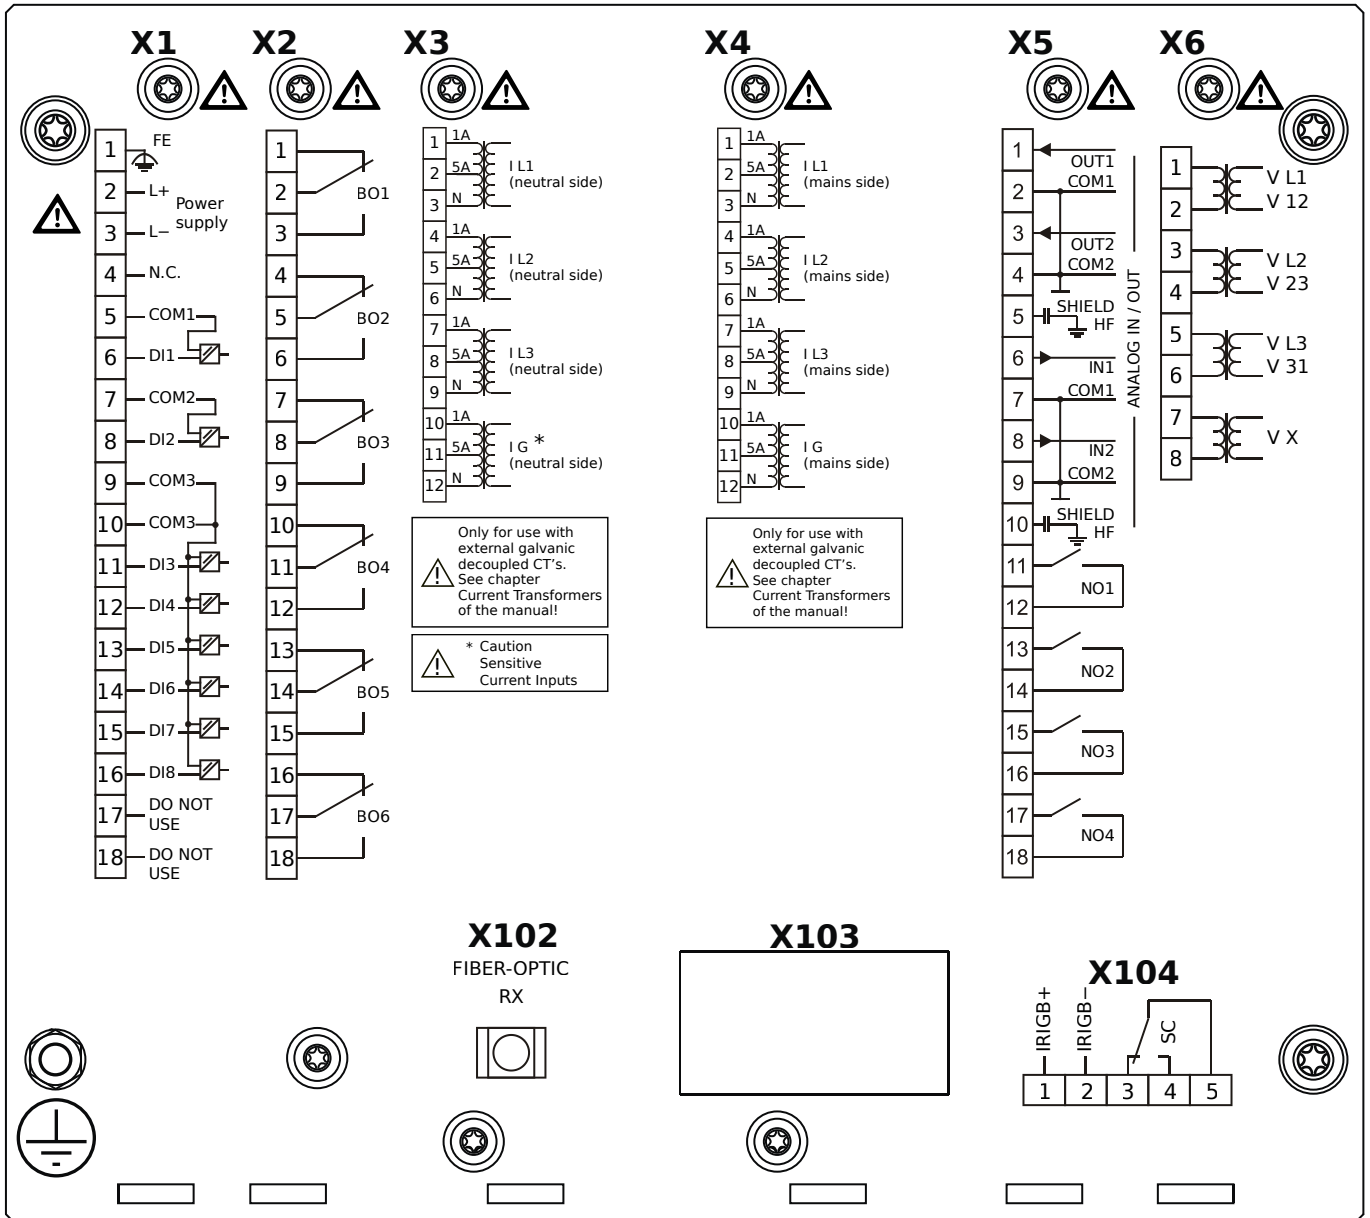 X1
X2
X3
X4
X5
X6
1
FE
2
L+
Power
supply
3
L−
4
N.C.
5
COM1
6
DI1
7
COM2
8
DI2
9
COM3
10
COM3
11
DI3
12
DI4
13
DI5
14
DI6
15
DI7
16
DI8
17
DO NOT
USE
18
DO NOT
USE
1
2
BO1
3
4
5
BO2
6
7
8
BO3
9
10
11
BO4
12
13
14
BO5
15
16
17
BO6
18
1
1A
2
5A
3
N
I L1
(neutral side)
4
1A
5
5A
6
N
I L2
(neutral side)
7
1A
8
5A
9
N
I L3
(neutral side)
10
1A
11
5A
12
N
I G *
(neutral side)
Only for use with
external galvanic
decoupled CT's.
See chapter
Current Transformers
of the manual!
* Caution
Sensitive
Current Inputs
1
1A
2
5A
3
N
I L1
(mains side)
4
1A
5
5A
6
N
I L2
(mains side)
7
1A
8
5A
9
N
I L3
(mains side)
10
1A
11
5A
12
N
I G
(mains side)
Only for use with
external galvanic
decoupled CT's.
See chapter
Current Transformers
of the manual!
1
OUT1
2
COM1
3
OUT2
4
COM2
5
SHIELD
HF
6
IN1
7
COM1
8
IN2
9
COM2
10
SHIELD
HF
ANALOG IN / OUT
11
12
NO1
13
14
NO2
15
16
NO3
17
18
NO4
1
2
V L1
V 12
3
4
V L2
V 23
5
6
V L3
V 31
7
8
V X
X102
FIBER-OPTIC
RX
X103
X104
IRIGB+
IRIGB−
SC
1
2
3
4
5